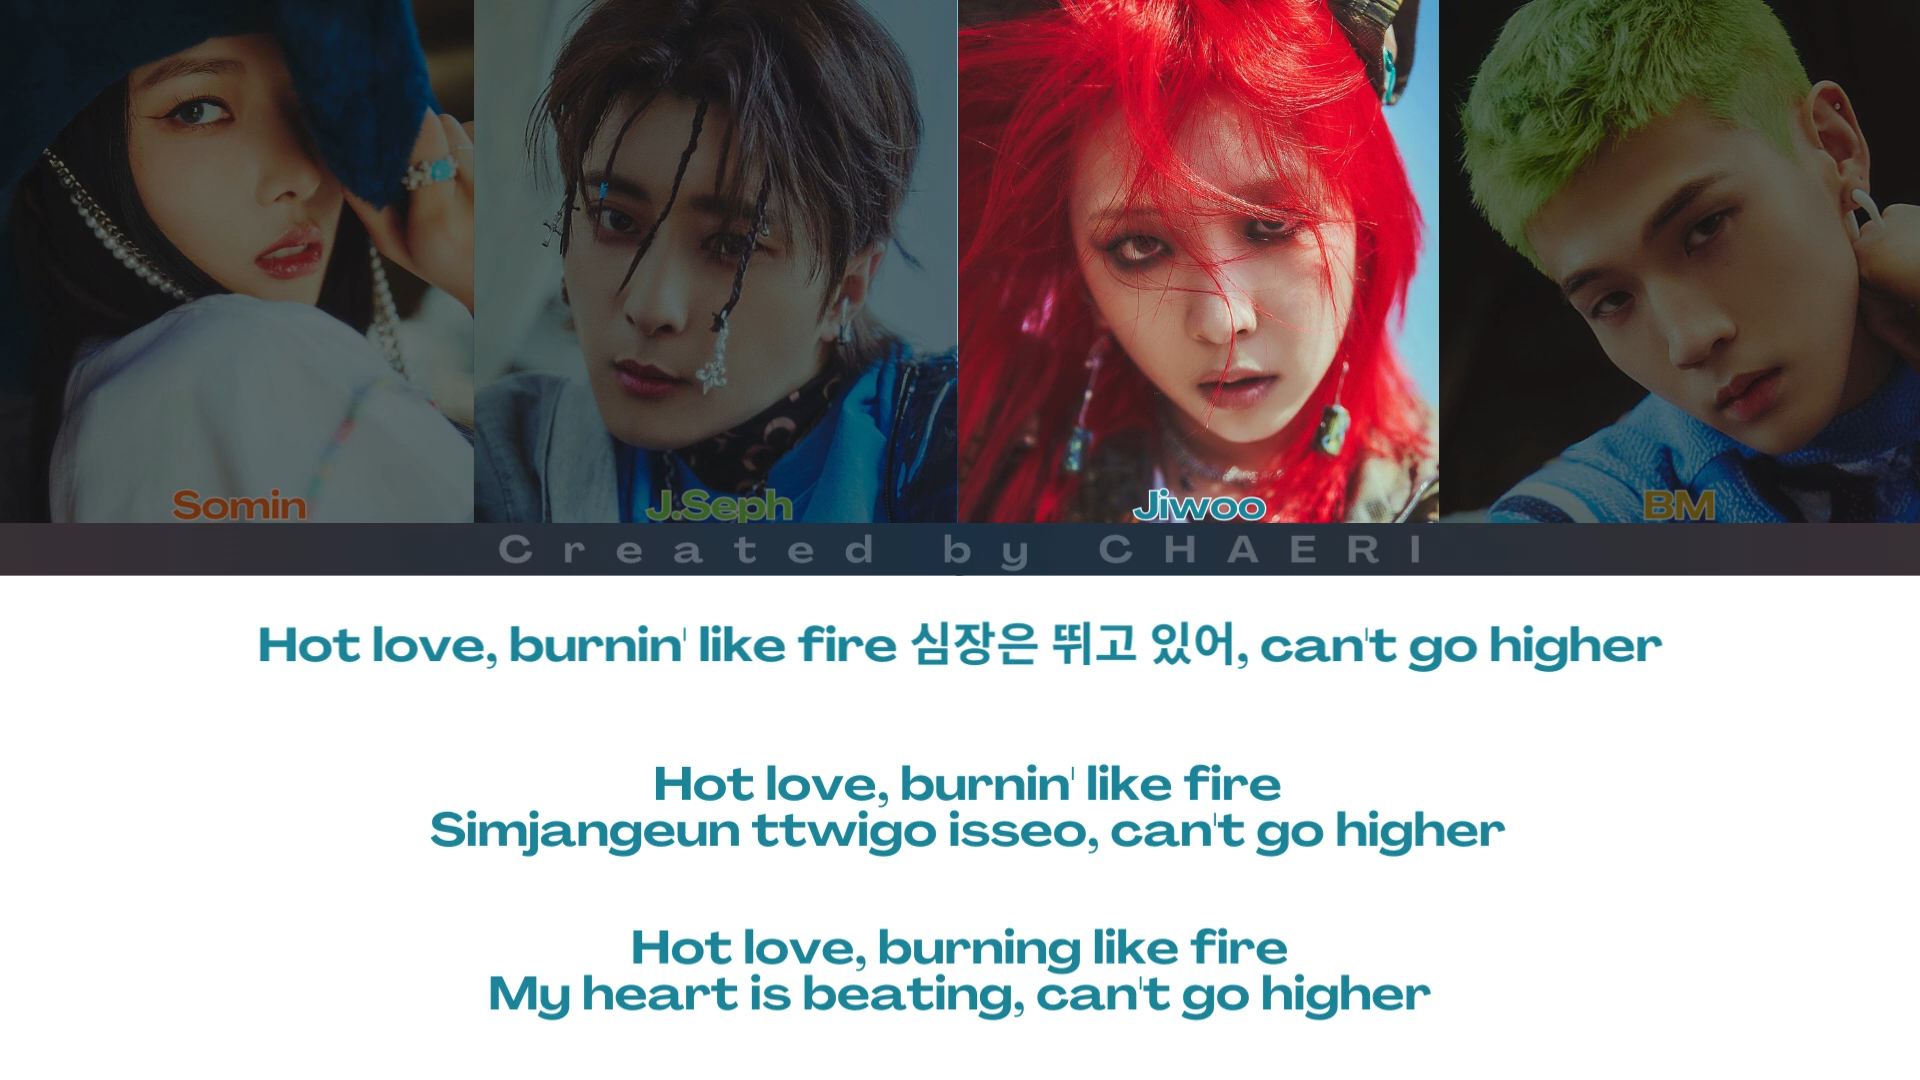 Somin
J.Seph
Jiwoo
BM
Created by CHAERI
Hot love, burnin' like fire 심장은 뛰고 있어, can't go higher
Hot love, burnin' like fire
Simjangeun ttwigo isseo, can't go higher
Hot love, burning like fire
My heart is beating, can't go higher